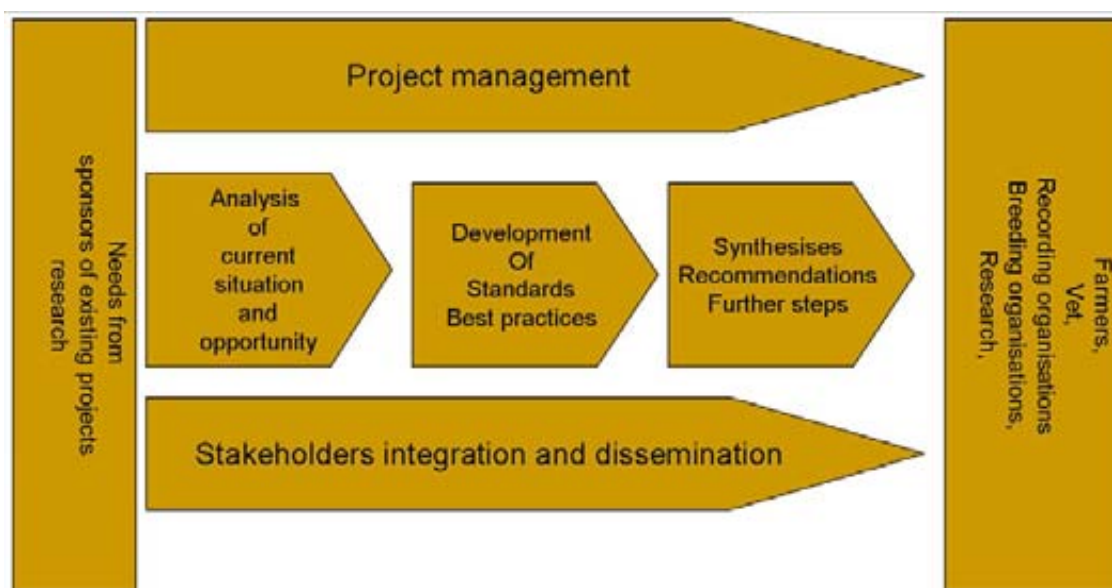 Needs from
sponsors of existing projects
research
Project management
Analysis
of
current
situation
and
opportunity
Development
Of
Standards
Best practices
Synthesises
Recommendations
Further steps
Stakeholders integration and dissemination
Farmers,
Vet,
Recording organisations
Breeding organisations,
Research,